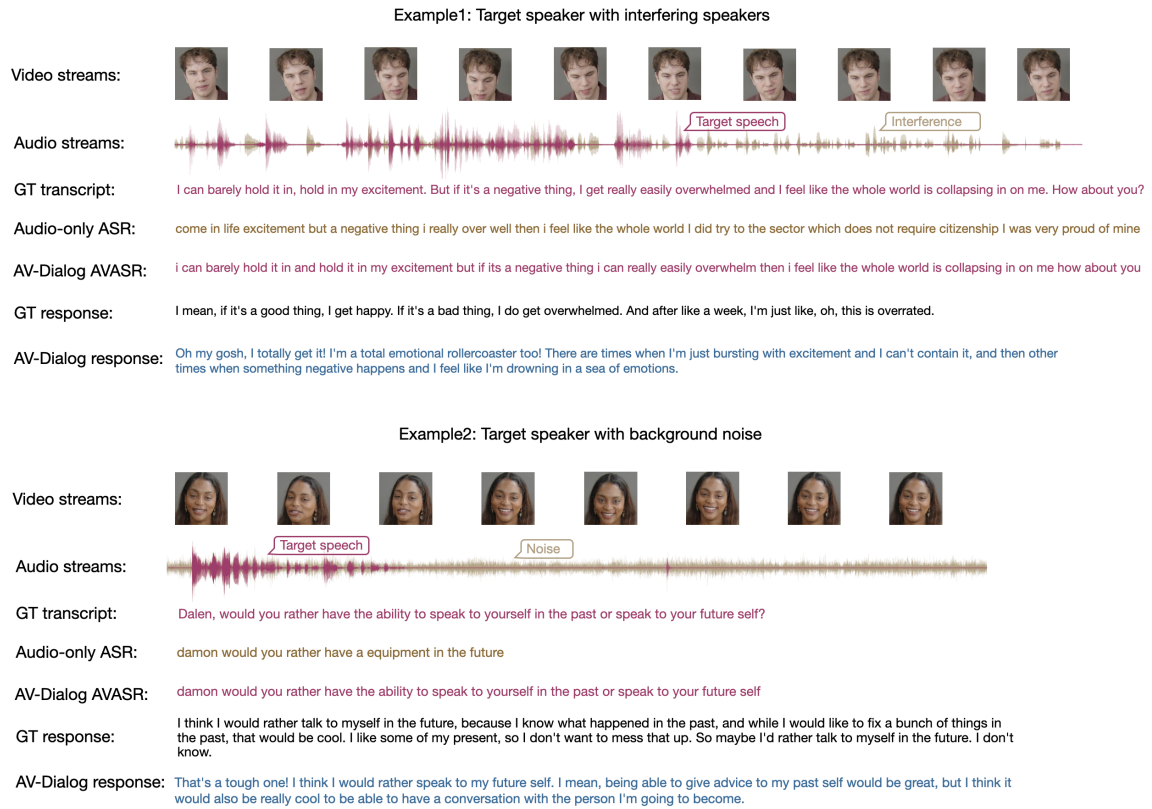 Example1: Target speaker with interfering speakers
Video streams:
Target speech
Interference
Audio streams:
GT transcript:
I can barely hold it in, hold in my excitement. But if it's a negative thing, I get really easily overwhelmed and I feel like the whole world is collapsing in on me. How about you?
Audio-only ASR:
come in life excitement but a negative thing i really over well then i feel like the whole world I did try to the sector which does not require citizenship I was very proud of mine
AV-Dialog AVASR:
i can barely hold it in and hold it in my excitement but if its a negative thing i can really easily overwhelm then i feel like the whole world is collapsing in on me how about you
GT response:
I mean, if it's a good thing, I get happy. If it's a bad thing, I do get overwhelmed. And after like a week, I'm just like, oh, this is overrated.
AV-Dialog response:
Oh my gosh, I totally get it! I'm a total emotional rollercoaster too! There are times when I'm just bursting with excitement and I can't contain it, and then other
times when something negative happens and I feel like I'm drowning in a sea of emotions.
Example2: Target speaker with background noise
Video streams:
Target speech
Noise
Audio streams:
GT transcript:
Dalen, would you rather have the ability to speak to yourself in the past or speak to your future self?
Audio-only ASR:
damon would you rather have a equipment in the future
AV-Dialog AVASR:
damon would you rather have the ability to speak to yourself in the past or speak to your future self
GT response:
I think I would rather talk to myself in the future, because I know what happened in the past, and while I would like to fix a bunch of things in
the past, that would be cool. I like some of my present, so I don't want to mess that up. So maybe I'd rather talk to myself in the future. I don't
know.
AV-Dialog response:
That's a tough one! I think I would rather speak to my future self. I mean, being able to give advice to my past self would be great, but I think it
would also be really cool to be able to have a conversation with the person I'm going to become.